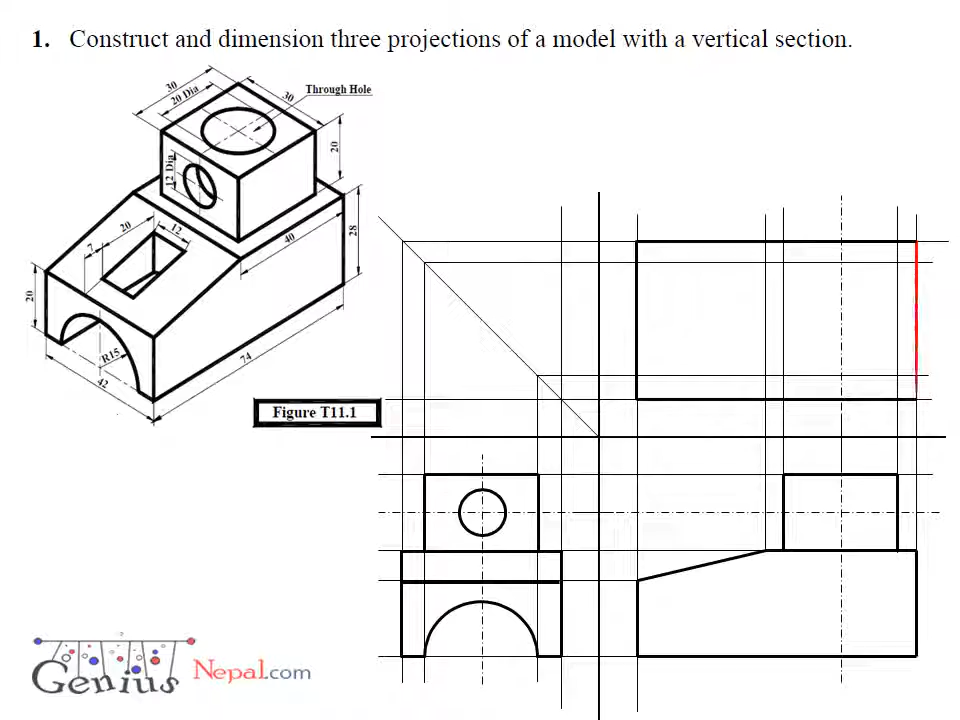 1. Construct and dimension three projections of a model with a vertical section.
30
20 Dia
30
Through Hole
20
12 Dia
20
12
7
40
28
20
R15
42
74
Figure T11.1
Genius Nepal.com